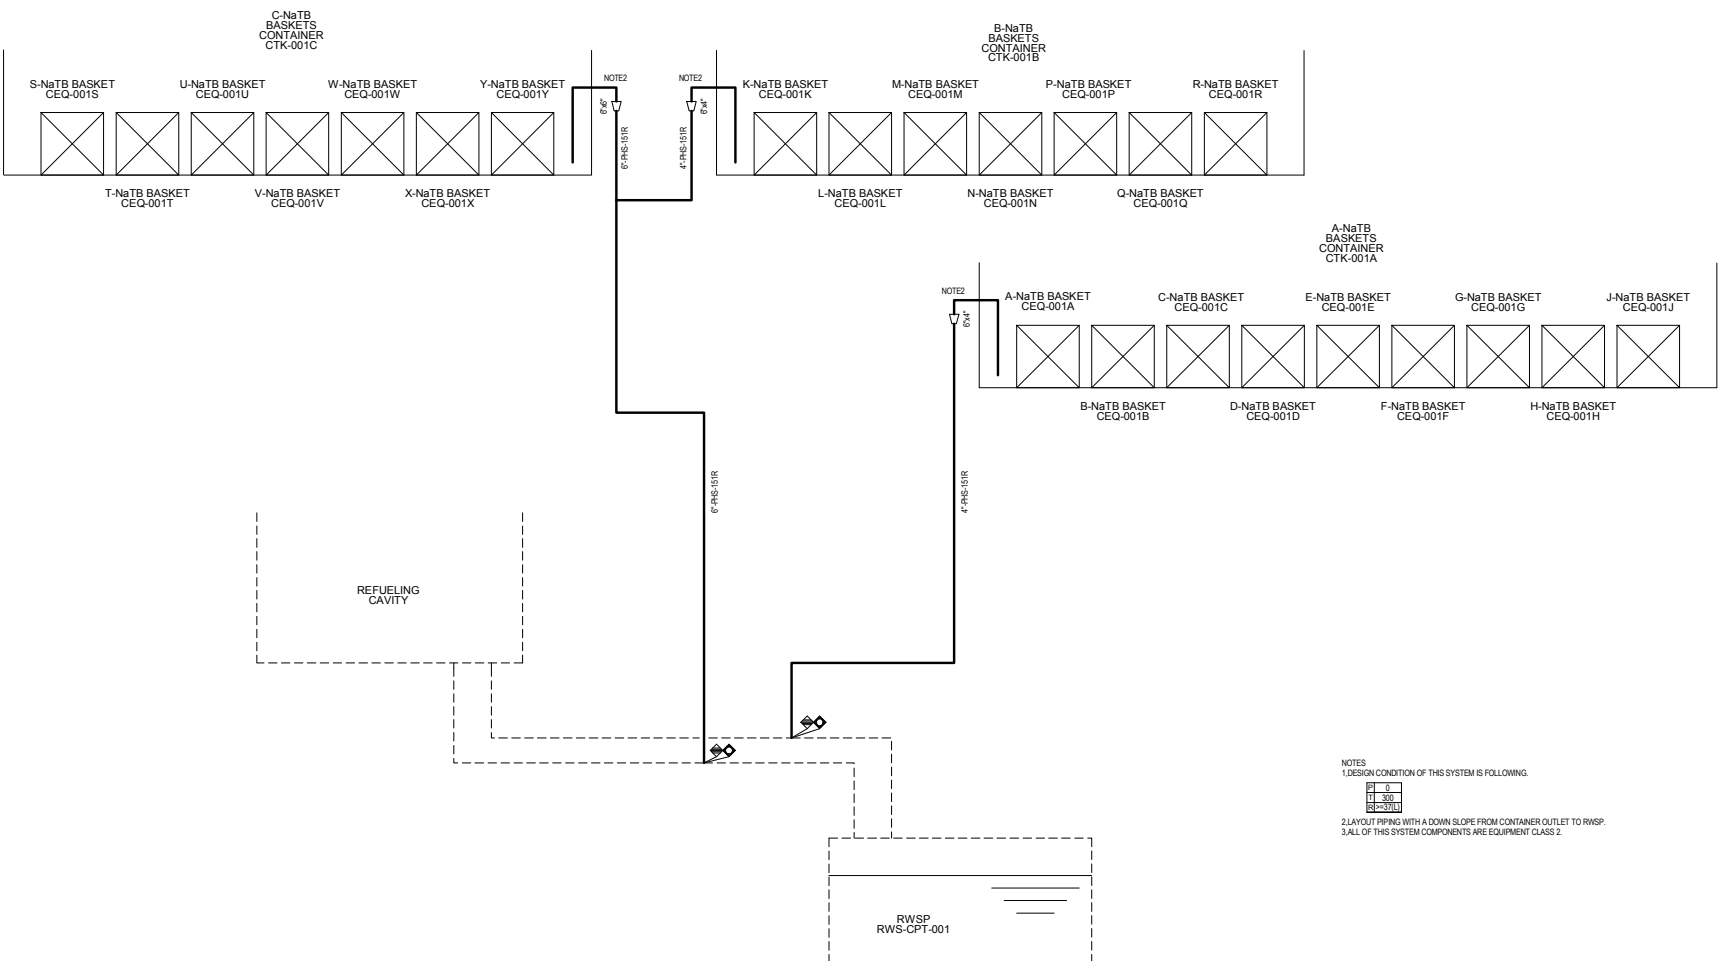 C-NaTB
BASKETS
CONTAINER
CTK-001C
B-NaTB
BASKETS
CONTAINER
CTK-001B
S-NaTB BASKET
CEQ-001S
U-NaTB BASKET
CEQ-001U
W-NaTB BASKET
CEQ-001W
Y-NaTB BASKET
CEQ-001Y
NOTE2
NOTE2
K-NaTB BASKET
CEQ-001K
M-NaTB BASKET
CEQ-001M
P-NaTB BASKET
CEQ-001P
R-NaTB BASKET
CEQ-001R
6"x4"
6"-PHS-151R
4"-PHS-151R
T-NaTB BASKET
CEQ-001T
V-NaTB BASKET
CEQ-001V
X-NaTB BASKET
CEQ-001X
L-NaTB BASKET
CEQ-001L
N-NaTB BASKET
CEQ-001N
Q-NaTB BASKET
CEQ-001Q
A-NaTB
BASKETS
CONTAINER
CTK-001A
NOTE2
A-NaTB BASKET
CEQ-001A
C-NaTB BASKET
CEQ-001C
E-NaTB BASKET
CEQ-001E
G-NaTB BASKET
CEQ-001G
J-NaTB BASKET
CEQ-001J
6"x4"
B-NaTB BASKET
CEQ-001B
D-NaTB BASKET
CEQ-001D
F-NaTB BASKET
CEQ-001F
H-NaTB BASKET
CEQ-001H
6"-PHS-151R
4"-PHS-151R
REFUELING
CAVITY
NOTES
1,DESIGN CONDITION OF THIS SYSTEM IS FOLLOWING.
P 0
T 300
R >=37(L)
2,LAYOUT PIPING WITH A DOWN SLOPE FROM CONTAINER OUTLET TO RWSP.
3,ALL OF THIS SYSTEM COMPONENTS ARE EQUIPMENT CLASS 2.
RWSP
RWS-CPT-001